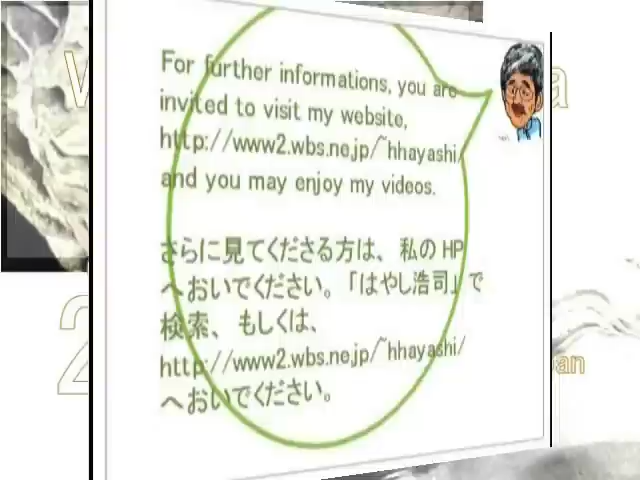 For further informations, you are
invited to visit my website,
http://www2.wbs.ne.jp/~hhayashi/
and you may enjoy my videos.
さらに見てくださる方は、私のHP
へおいでください。「はやし浩司」で
検索、もしくは、
http://www2.wbs.ne.jp/~hhayashi/
へおいでください。